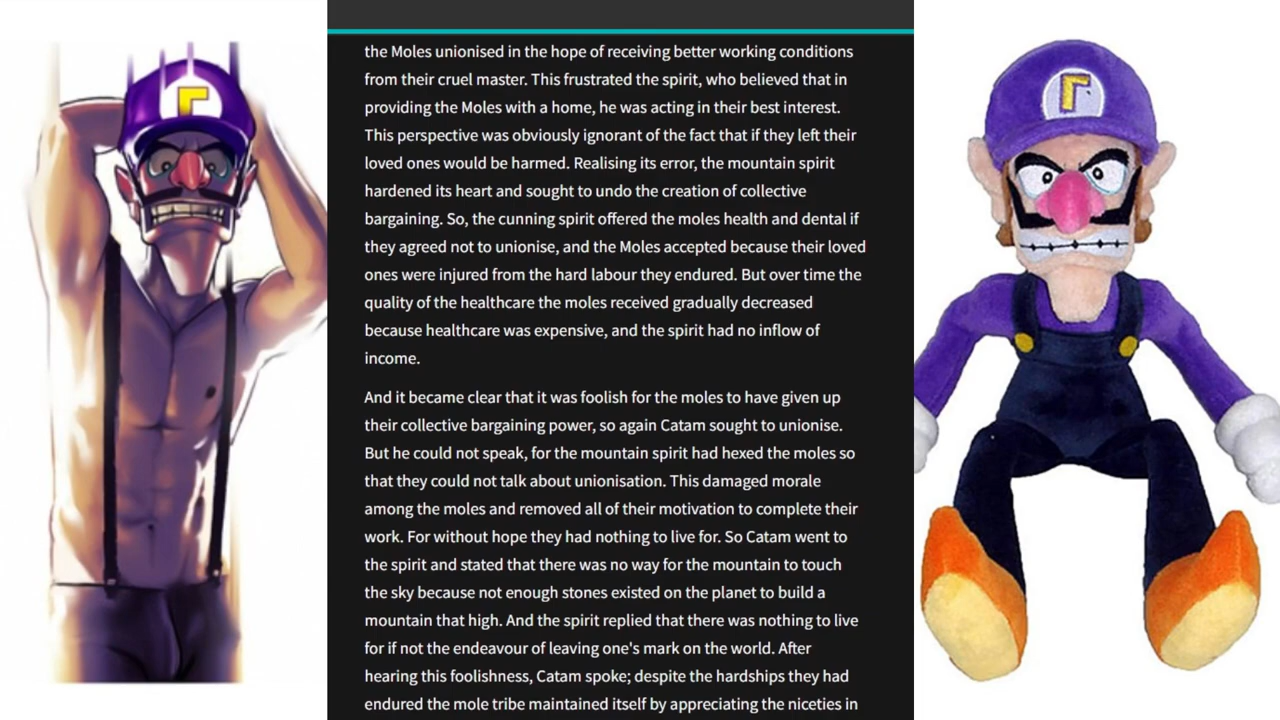 the Moles unionised in the hope of receiving better working conditions
from their cruel master. This frustrated the spirit, who believed that in
providing the Moles with a home, he was acting in their best interest.
This perspective was obviously ignorant of the fact that if they left their
loved ones would be harmed. Realising its error, the mountain spirit
hardened its heart and sought to undo the creation of collective
bargaining. So, the cunning spirit offered the moles health and dental if
they agreed not to unionise, and the Moles accepted because their loved
ones were injured from the hard labour they endured. But over time the
quality of the healthcare the moles received gradually decreased
because healthcare was expensive, and the spirit had no inflow of
income.
And it became clear that it was foolish for the moles to have given up
their collective bargaining power, so again Catam sought to unionise.
But he could not speak, for the mountain spirit had hexed the moles so
that they could not talk about unionisation. This damaged morale
among the moles and removed all of their motivation to complete their
work. For without hope they had nothing to live for. So Catam went to
the spirit and stated that there was no way for the mountain to touch
the sky because not enough stones existed on the planet to build a
mountain that high. And the spirit replied that there was nothing to live
for if not the endeavour of leaving one's mark on the world. After
hearing this foolishness, Catam spoke; despite the hardships they had
endured the mole tribe maintained itself by appreciating the niceties in